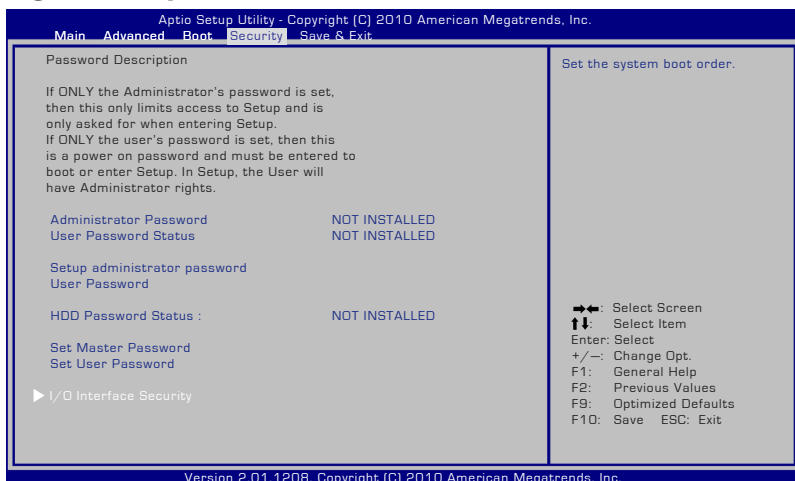 Aptio Setup Utility - Copyright (C) 2010 American Megatrends, Inc.
Main Advanced Boot Security Save & Exit
Password Description
If ONLY the Administrator's password is set,
then this only limits access to Setup and is
only asked for when entering Setup.
If ONLY the user's password is set, then this
is a power on password and must be entered to
boot or enter Setup. In Setup, the User will
have Administrator rights.
Administrator Password NOT INSTALLED
User Password Status NOT INSTALLED
Setup administrator password
User Password
HDD Password Status : NOT INSTALLED
Set Master Password
Set User Password
I/O Interface Security
Set the system boot order.
→←: Select Screen
↑↓: Select Item
Enter: Select
+/—: Change Opt.
F1: General Help
F2: Previous Values
F9: Optimized Defaults
F10: Save ESC: Exit
Version 2.01.1208. Copyright (C) 2010 American Megatrends, Inc.